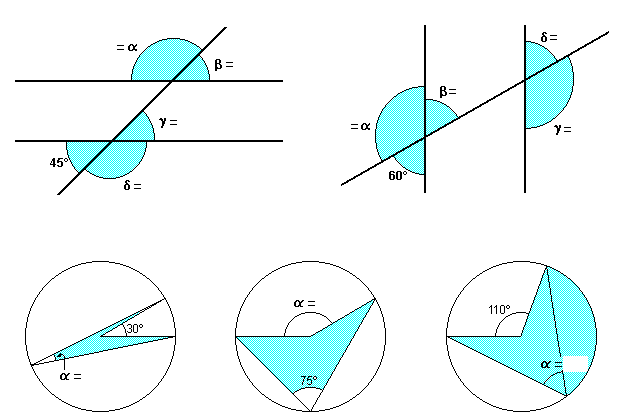 = α
β =
γ =
45°
δ =
δ =
β =
= α
γ =
60°
30°
α =
α =
75°
110°
α =